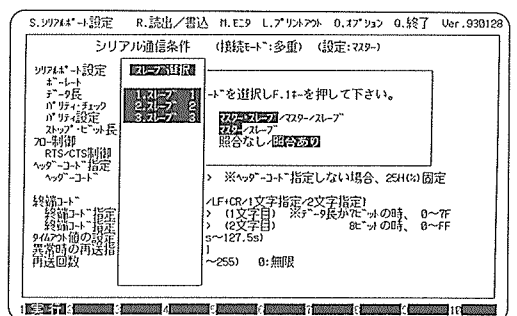 S.ｼﾘｱﾙﾎﾟｰﾄ設定 R.読出／書込 M.ﾓﾆﾀ L.ﾌﾟﾘﾝﾄｱｳﾄ O.ｵﾌﾟｼｮﾝ Q.終了 Ver.930128
シリアル通信条件 (接続ﾓｰﾄﾞ:多重) (設定:ﾏｽﾀｰ)
ｼﾘｱﾙﾎﾟｰﾄ設定 ｽﾚｰﾌﾞ選択
ﾎﾞｰﾚｰﾄ
ﾃﾞｰﾀ長 1.ｽﾚｰﾌﾞ 1 -ﾄﾞを選択しF.1ｷｰを押して下さい。
ﾊﾟﾘﾃｨ･ﾁｪｯｸ 2.ｽﾚｰﾌﾞ 2
ﾊﾟﾘﾃｨ設定 3.ｽﾚｰﾌﾞ 3 ﾏｽﾀｰ･ｽﾚｰﾌﾞ/ﾏｽﾀｰ/ｽﾚｰﾌﾞ
ｽﾄｯﾌﾟ･ﾋﾞｯﾄ長 ﾏｽﾀｰ/ｽﾚｰﾌﾞ
ﾌﾛｰ制御 照合なし/照合あり
RTS/CTS制御
ﾍｯﾀﾞｰｺｰﾄﾞ指定
ﾍｯﾀﾞｰｺｰﾄﾞ > ※ﾍｯﾀﾞｰｺｰﾄﾞ指定しない場合、25H(%)固定
終端ｺｰﾄﾞ /LF+CR/1文字指定/2文字指定]
終端ｺｰﾄﾞ指定 > (1文字目) ※ﾃﾞｰﾀ長が7ﾋﾞｯﾄの時、 0～7F
終端ｺｰﾄﾞ指定 > (2文字目) 8ﾋﾞｯﾄの時、 0～FF
ﾀｲﾑｱｳﾄ値の設定 s～127.5s)
異常時の再送指 ]
再送回数 ～255) 0:無限
1 実行 2 3 4 5 6 7 8 9 10